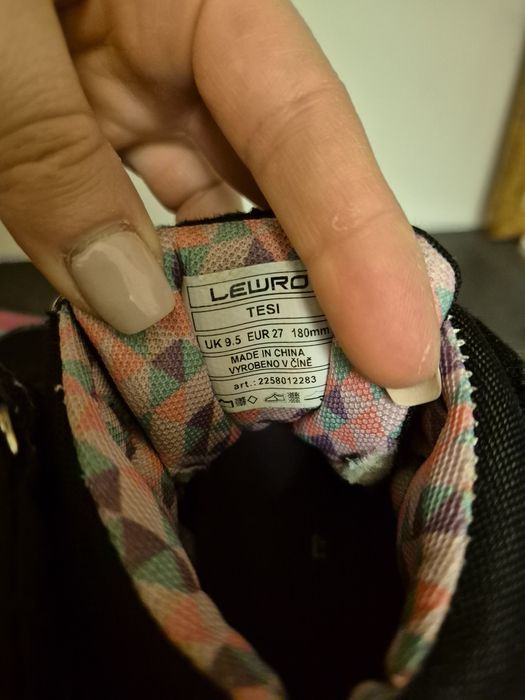 LEWRO
TESI
UK 9.5 EUR 27 180mm
MADE IN CHINA
VYROBENO V ČÍNĚ
art.: 2258012283